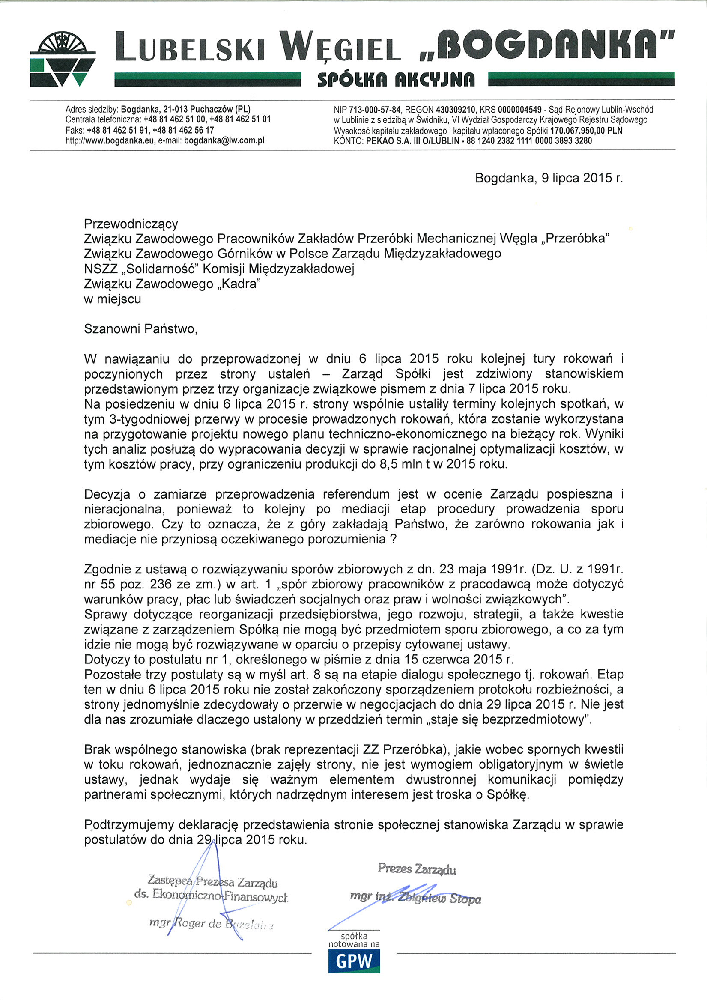 LUBELSKI WĘGIEL „BOGDANKA”
SPÓŁKA AKCYJNA
Adres siedziby: Bogdanka, 21-013 Puchaczów (PL)
Centrala telefoniczna: +48 81 462 51 00, +48 81 462 51 01
Faks: +48 81 462 51 91, +48 81 462 56 17
http://www.bogdanka.eu, e-mail: bogdanka@lw.com.pl
NIP 713-000-57-84, REGON 430309210, KRS 0000004549 - Sąd Rejonowy Lublin-Wschód
w Lublinie z siedzibą w Świdniku, VI Wydział Gospodarczy Krajowego Rejestru Sądowego
Wysokość kapitału zakładowego i kapitału wpłaconego Spółki 170.067.950,00 PLN
KONTO: PEKAO S.A. III O/LUBLIN - 88 1240 2382 1111 0000 3893 3280
Bogdanka, 9 lipca 2015 r.
Przewodniczący
Związku Zawodowego Pracowników Zakładów Przeróbki Mechanicznej Węgla „Przeróbka”
Związku Zawodowego Górników w Polsce Zarządu Międzyzakładowego
NSZZ „Solidarność” Komisji Międzyzakładowej
Związku Zawodowego „Kadra”
w miejscu
Szanowni Państwo,
W nawiązaniu do przeprowadzonej w dniu 6 lipca 2015 roku kolejnej tury rokowań i
poczynionych przez strony ustaleń – Zarząd Spółki jest zdziwiony stanowiskiem
przedstawionym przez trzy organizacje związkowe pismem z dnia 7 lipca 2015 roku.
Na posiedzeniu w dniu 6 lipca 2015 r. strony wspólnie ustaliły terminy kolejnych spotkań, w
tym 3-tygodniowej przerwy w procesie prowadzonych rokowań, która zostanie wykorzystana
na przygotowanie projektu nowego planu techniczno-ekonomicznego na bieżący rok. Wyniki
tych analiz posłużą do wypracowania decyzji w sprawie racjonalnej optymalizacji kosztów, w
tym kosztów pracy, przy ograniczeniu produkcji do 8,5 mln t w 2015 roku.
Decyzja o zamiarze przeprowadzenia referendum jest w ocenie Zarządu pospieszna i
nieracjonalna, ponieważ to kolejny po mediacji etap procedury prowadzenia sporu
zbiorowego. Czy to oznacza, że z góry zakładają Państwo, że zarówno rokowania jak i
mediacje nie przyniosą oczekiwanego porozumienia ?
Zgodnie z ustawą o rozwiązywaniu sporów zbiorowych z dn. 23 maja 1991r. (Dz. U. z 1991r.
nr 55 poz. 236 ze zm.) w art. 1 „spór zbiorowy pracowników z pracodawcą może dotyczyć
warunków pracy, płac lub świadczeń socjalnych oraz praw i wolności związkowych”.
Sprawy dotyczące reorganizacji przedsiębiorstwa, jego rozwoju, strategii, a także kwestie
związane z zarządzeniem Spółką nie mogą być przedmiotem sporu zbiorowego, a co za tym
idzie nie mogą być rozwiązywane w oparciu o przepisy cytowanej ustawy.
Dotyczy to postulatu nr 1, określonego w piśmie z dnia 15 czerwca 2015 r.
Pozostałe trzy postulaty są w myśl art. 8 są na etapie dialogu społecznego tj. rokowań. Etap
ten w dniu 6 lipca 2015 roku nie został zakończony sporządzeniem protokołu rozbieżności, a
strony jednomyślnie zdecydowały o przerwie w negocjacjach do dnia 29 lipca 2015 r. Nie jest
dla nas zrozumiałe dlaczego ustalony w przeddzień termin „staje się bezprzedmiotowy".
Brak wspólnego stanowiska (brak reprezentacji ZZ Przeróbka), jakie wobec spornych kwestii
w toku rokowań, jednoznacznie zajęły strony, nie jest wymogiem obligatoryjnym w świetle
ustawy, jednak wydaje się ważnym elementem dwustronnej komunikacji pomiędzy
partnerami społecznymi, których nadrzędnym interesem jest troska o Spółkę.
Podtrzymujemy deklarację przedstawienia stronie społecznej stanowiska Zarządu w sprawie
postulatów do dnia 29 lipca 2015 roku.
Zastępca Prezesa Zarządu
ds. Ekonomiczno-Finansowych
mgr Roger de Bazelaire
Prezes Zarządu
mgr inż. Zbigniew Stopa
spółka
notowana na
GPW